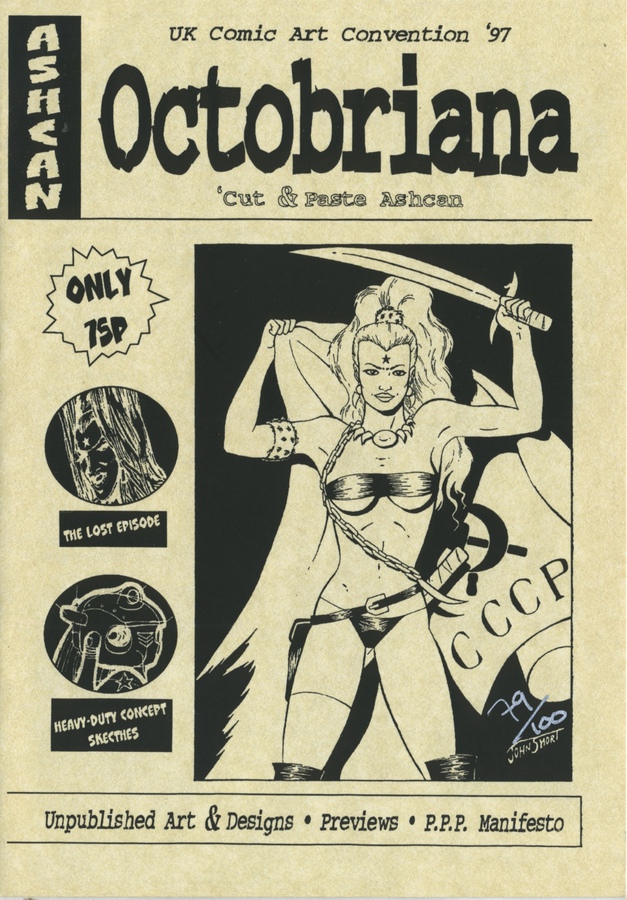 ASHCAN
UK Comic Art Convention '97
Octobriana
'Cut & Paste Ashcan
ONLY
75P
THE LOST EPISODE
HEAVY-DUTY CONCEPT
SKECTHES
CCCP
79/100
JOHN SHORT
Unpublished Art & Designs • Previews • P.P.P. Manifesto